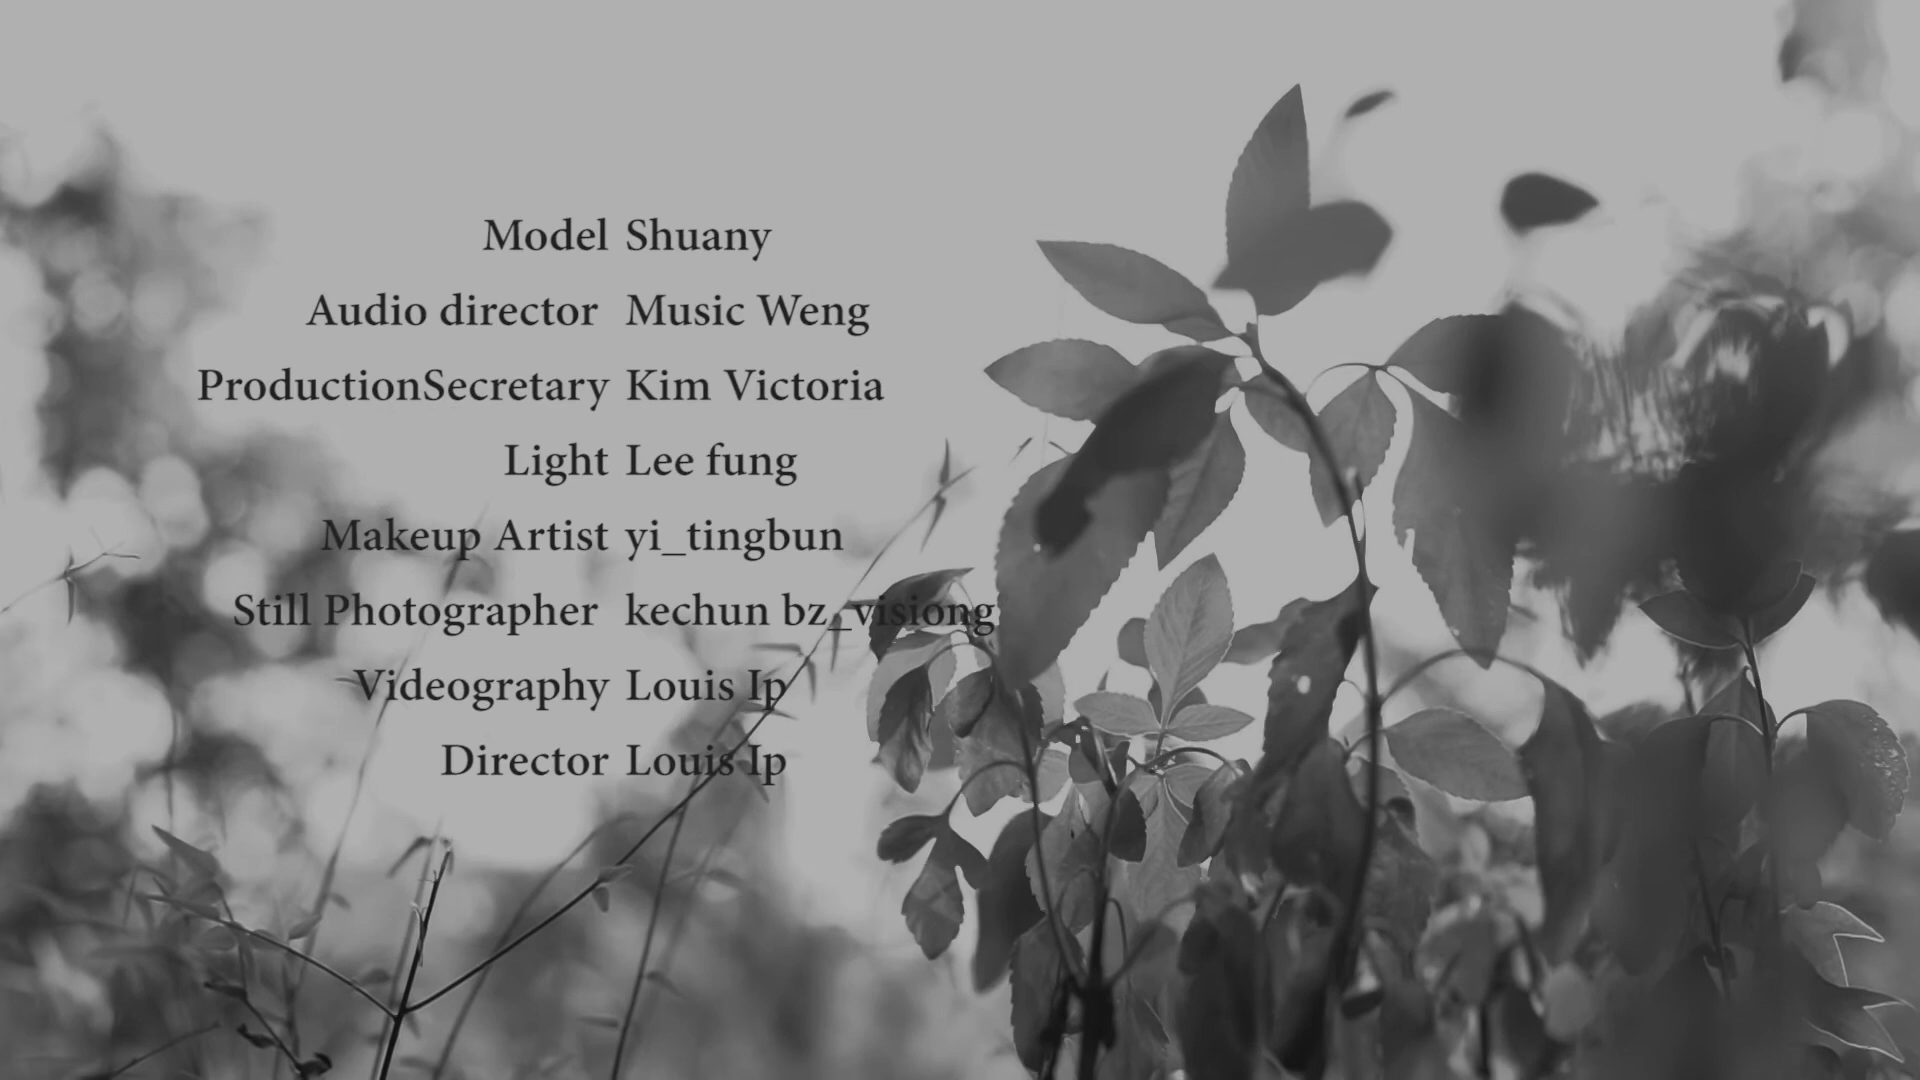 Model Shuany
Audio director Music Weng
ProductionSecretary Kim Victoria
Light Lee fung
Makeup Artist yi_tingbun
Still Photographer kechun bz_visiong
Videography Louis Ip
Director Louis Ip